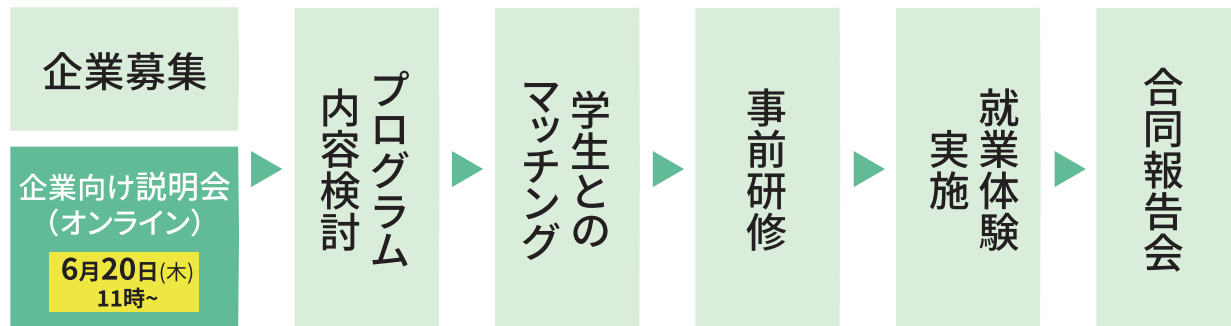 企業募集
企業向け説明会
（オンライン）
6月20日(木)
11時~
プログラム
内容検討
学生との
マッチング
事前研修
就業体験
実施
合同報告会